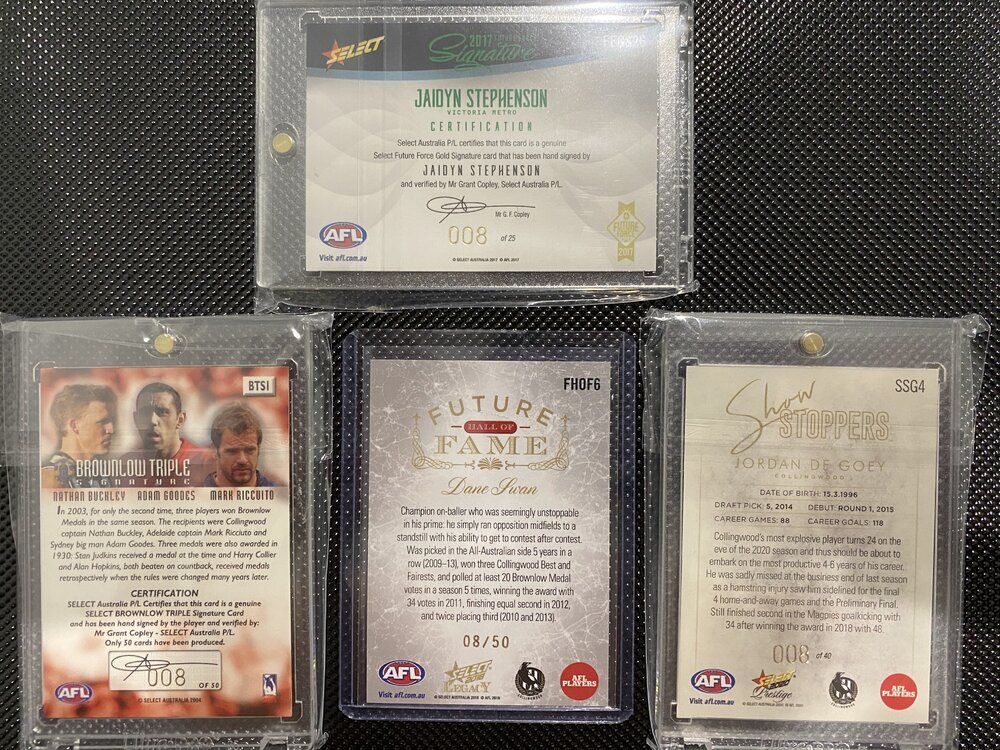 SELECT
2017
Signature
JAIDYN STEPHENSON
VICTORIA METRO
CERTIFICATION
Select Australia P/L certifies that this card is a genuine
Select Future Force Gold Signature card that has been hand signed by
JAIDYN STEPHENSON
and verified by Mr Grant Copley, Select Australia P/L.
Mr G. F. Copley
008 of 25
AFL
Visit afl.com.au
© SELECT AUSTRALIA 2017 © AFL 2017
FUTURE
2017
BTS1
BROWNLOW TRIPLE
SIGNATURE
NATHAN BUCKLEY ADAM GOODES MARK RICCUITO
In 2003, for only the second time, three players won Brownlow
Medals in the same season. The recipients were Collingwood
captain Nathan Buckley, Adelaide captain Mark Ricciuto and
Sydney big man Adam Goodes. Three medals were also awarded in
1930: Stan Judkins received a medal at the time and Harry Collier
and Alan Hopkins, both beaten on countback, received medals
retrospectively when the rules were changed many years later.
CERTIFICATION
SELECT Australia P/L Certifies that this card is a genuine
SELECT BROWNLOW TRIPLE Signature Card
and has been hand signed by the player and verified by:
Mr Grant Copley - SELECT Australia P/L.
Only 50 cards have been produced.
008
OF 50
AFL
© SELECT AUSTRALIA 2004
FHOF6
FUTURE
HALL OF
FAME
Dane Swan
Champion on-baller who was seemingly unstoppable
in his prime: he simply ran opposition midfields to a
standstill with his ability to get to contest after contest.
Was picked in the All-Australian side 5 years in a
row (2009–13), won three Collingwood Best and
Fairests, and polled at least 20 Brownlow Medal
votes in a season 5 times, winning the award with
34 votes in 2011, finishing equal second in 2012,
and twice placing third (2010 and 2013).
08/50
AFL
Visit afl.com.au
SELECT
LEGACY
COLLINGWOOD
AFL
PLAYERS
SSG4
Show
STOPPERS
JORDAN DE GOEY
COLLINGWOOD
DATE OF BIRTH: 15.3.1996
DRAFT PICK: 5, 2014 DEBUT: ROUND 1, 2015
CAREER GAMES: 88 CAREER GOALS: 118
Collingwood's most explosive player turns 24 on the
eve of the 2020 season and thus should be about to
embark on the most productive 4-6 years of his career.
He was sadly missed at the business end of last season
as a hamstring injury saw him sidelined for the final
4 home-and-away games and the Preliminary Final.
Still finished second in the Magpies goalkicking with
34 after winning the award in 2018 with 48.
008 of 40
AFL
Visit afl.com.au
SELECT
Prestige
AFL
PLAYERS